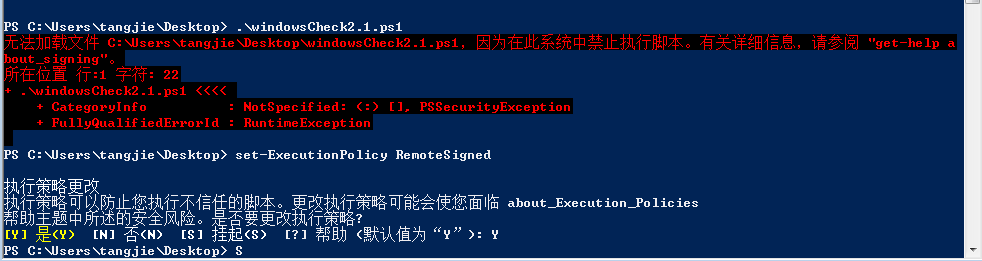 PS C:\Users\tangjie\Desktop> .\windowsCheck2.1.ps1
无法加载文件 C:\Users\tangjie\Desktop\windowsCheck2.1.ps1，因为在此系统中禁止执行脚本。有关详细信息，请参阅 "get-help a
bout_signing"。
所在位置 行:1 字符: 22
+ .\windowsCheck2.1.ps1 <<<<
    + CategoryInfo          : NotSpecified: (:) [], PSSecurityException
    + FullyQualifiedErrorId : RuntimeException
PS C:\Users\tangjie\Desktop> set-ExecutionPolicy RemoteSigned
执行策略更改
执行策略可以防止您执行不信任的脚本。更改执行策略可能会使您面临 about_Execution_Policies
帮助主题中所述的安全风险。是否要更改执行策略?
[Y] 是(Y)  [N] 否(N)  [S] 挂起(S)  [?] 帮助 (默认值为“Y”): Y
PS C:\Users\tangjie\Desktop> S